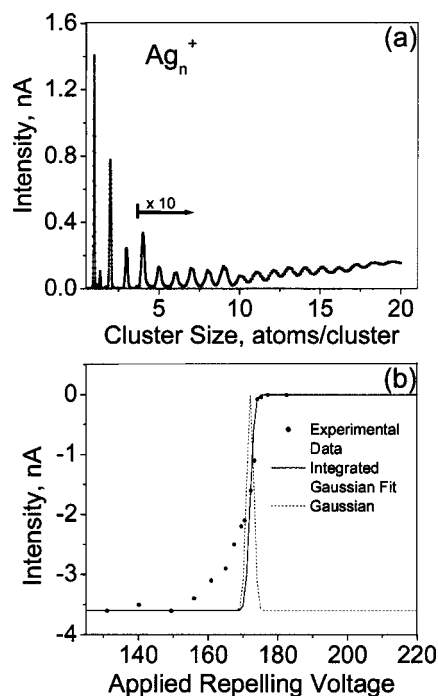 (a)
Ag_n^+
Intensity, nA
1.6
1.2
0.8
0.4
0.0
x 10
0
5
10
15
20
Cluster Size, atoms/cluster
(b)
Intensity, nA
0
-1
-2
-3
-4
Experimental
Data
Integrated
Gaussian Fit
Gaussian
140
160
180
200
220
Applied Repelling Voltage